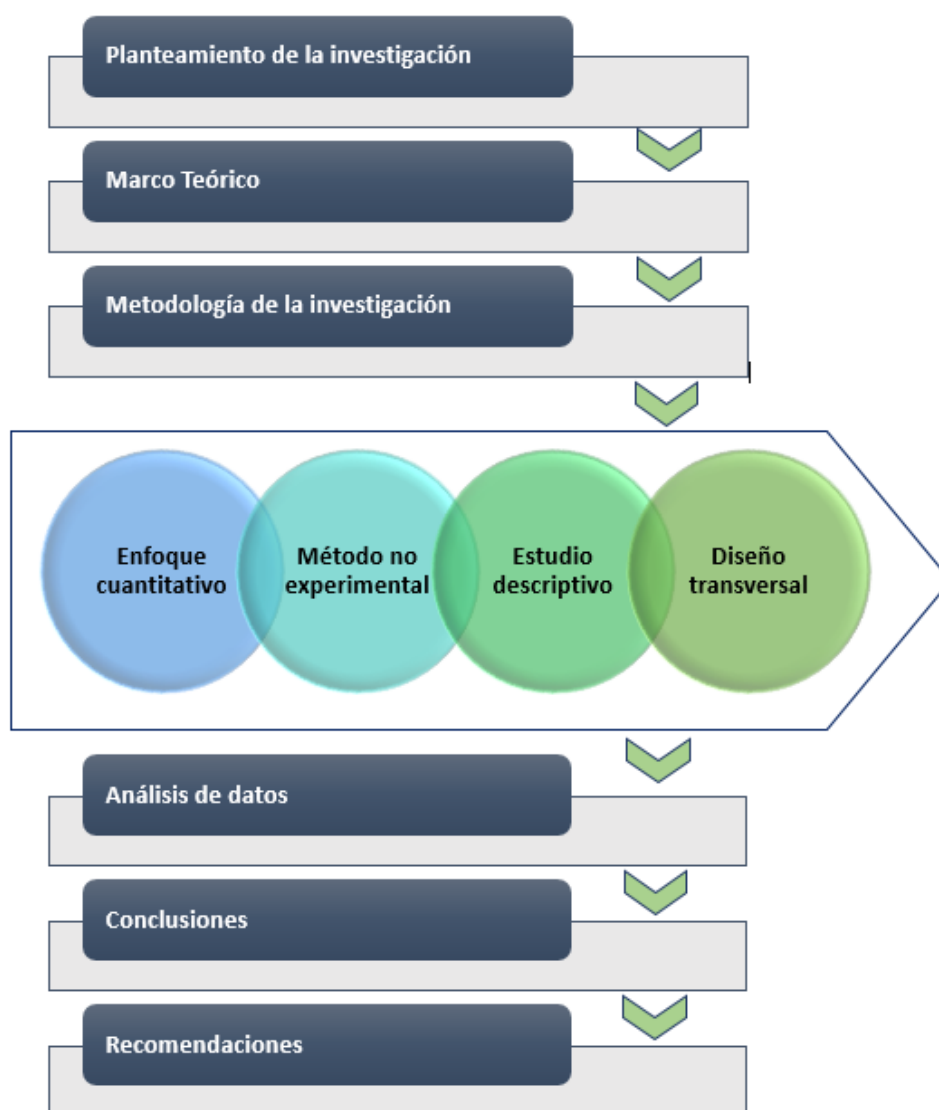 Planteamiento de la investigación
Marco Teórico
Metodología de la investigación
Enfoque
cuantitativo
Método no
experimental
Estudio
descriptivo
Diseño
transversal
Análisis de datos
Conclusiones
Recomendaciones